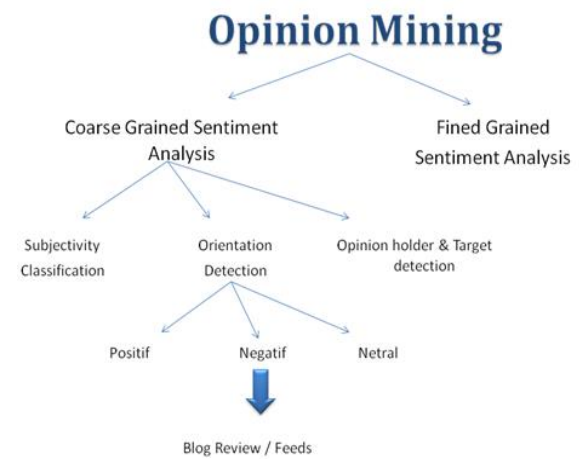 Opinion Mining
Coarse Grained Sentiment
Analysis
Fined Grained
Sentiment Analysis
Subjectivity
Classification
Orientation
Detection
Opinion holder & Target
detection
Positif
Negatif
Netral
Blog Review / Feeds